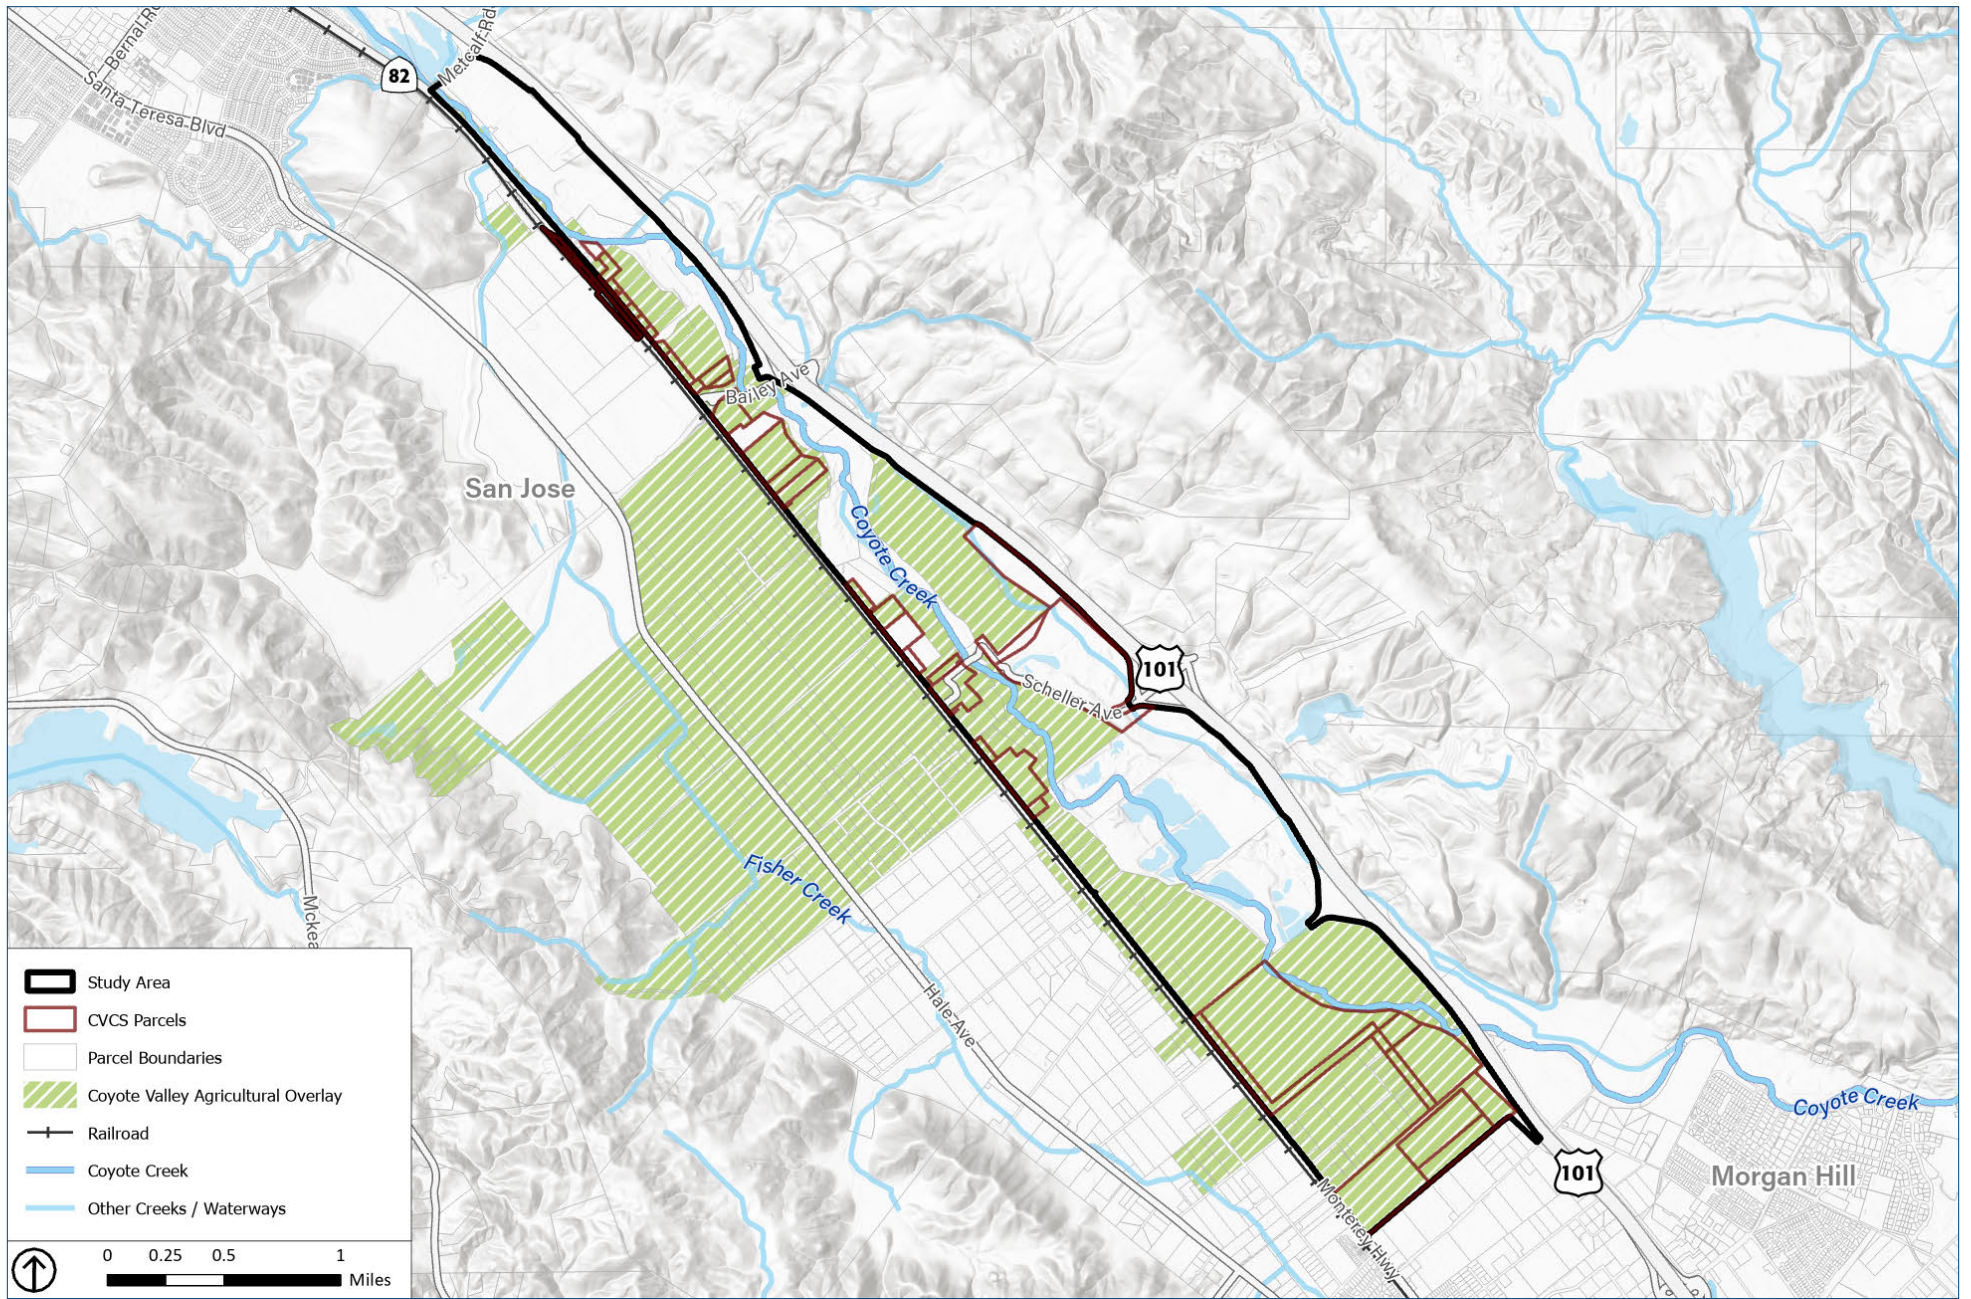 Bernal Rd
Metcalf Rd
82
Santa Teresa Blvd
Bailey Ave
San Jose
Coyote Creek
101
Scheller Ave
Fisher Creek
Mckea
Hale Ave
Coyote Creek
101
Morgan Hill
Monterey Hwy
Study Area
CVCS Parcels
Parcel Boundaries
Coyote Valley Agricultural Overlay
Railroad
Coyote Creek
Other Creeks / Waterways
0 0.25 0.5 1
Miles